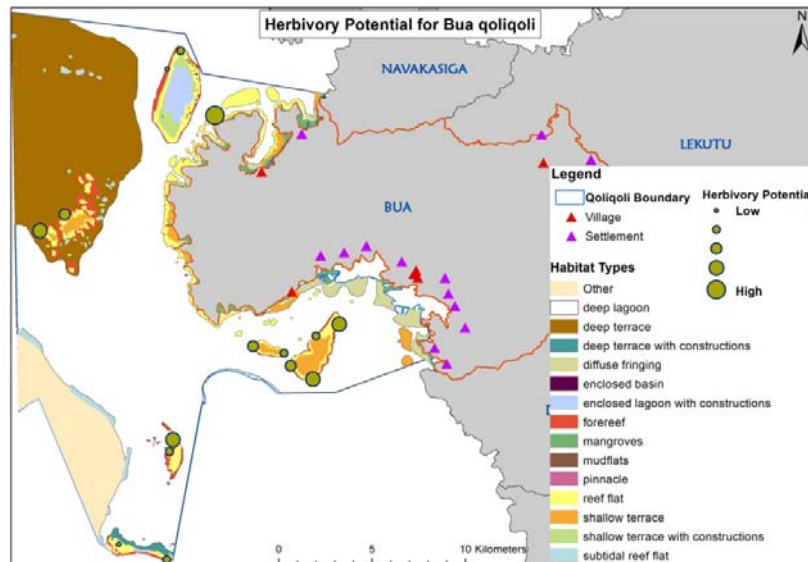 Herbivory Potential for Bua qoliqoli
N
NAVAKASIGA
LEKUTU
BUA
D
Legend
Qoliqoli Boundary
Village
Settlement
Herbivory Potential
Low
High
Habitat Types
Other
deep lagoon
deep terrace
deep terrace with constructions
diffuse fringing
enclosed basin
enclosed lagoon with constructions
forereef
mangroves
mudflats
pinnacle
reef flat
shallow terrace
shallow terrace with constructions
subtidal reef flat
0 5 10 Kilometers